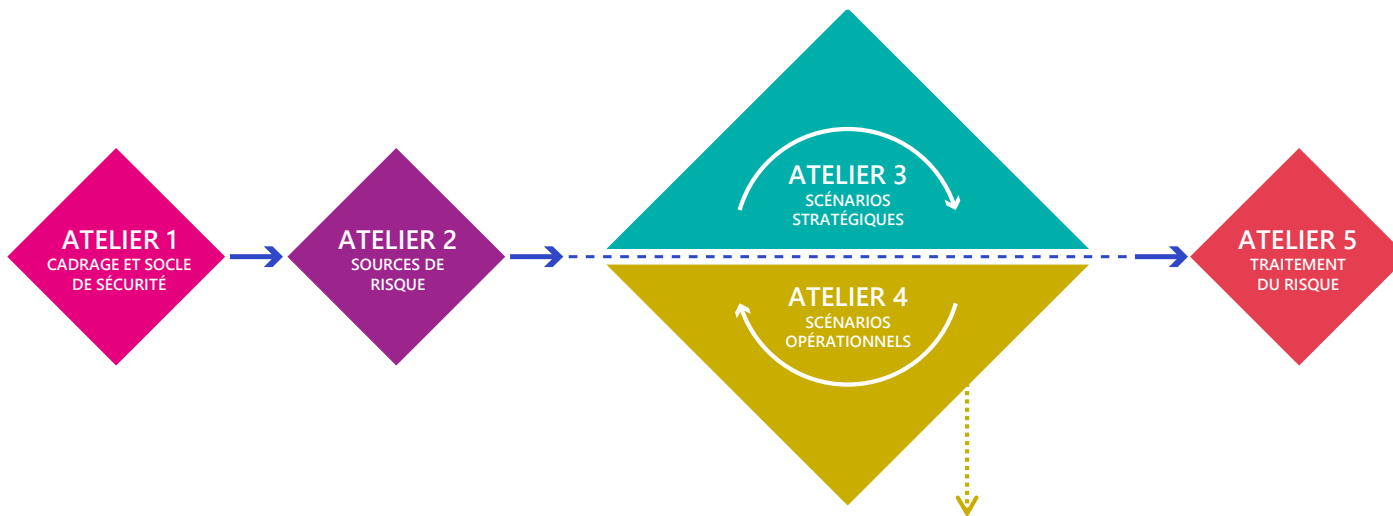 ATELIER 1
CADRAGE ET SOCLE
DE SÉCURITÉ
ATELIER 2
SOURCES DE
RISQUE
ATELIER 3
SCÉNARIOS
STRATÉGIQUES
ATELIER 4
SCÉNARIOS
OPÉRATIONNELS
ATELIER 5
TRAITEMENT
DU RISQUE